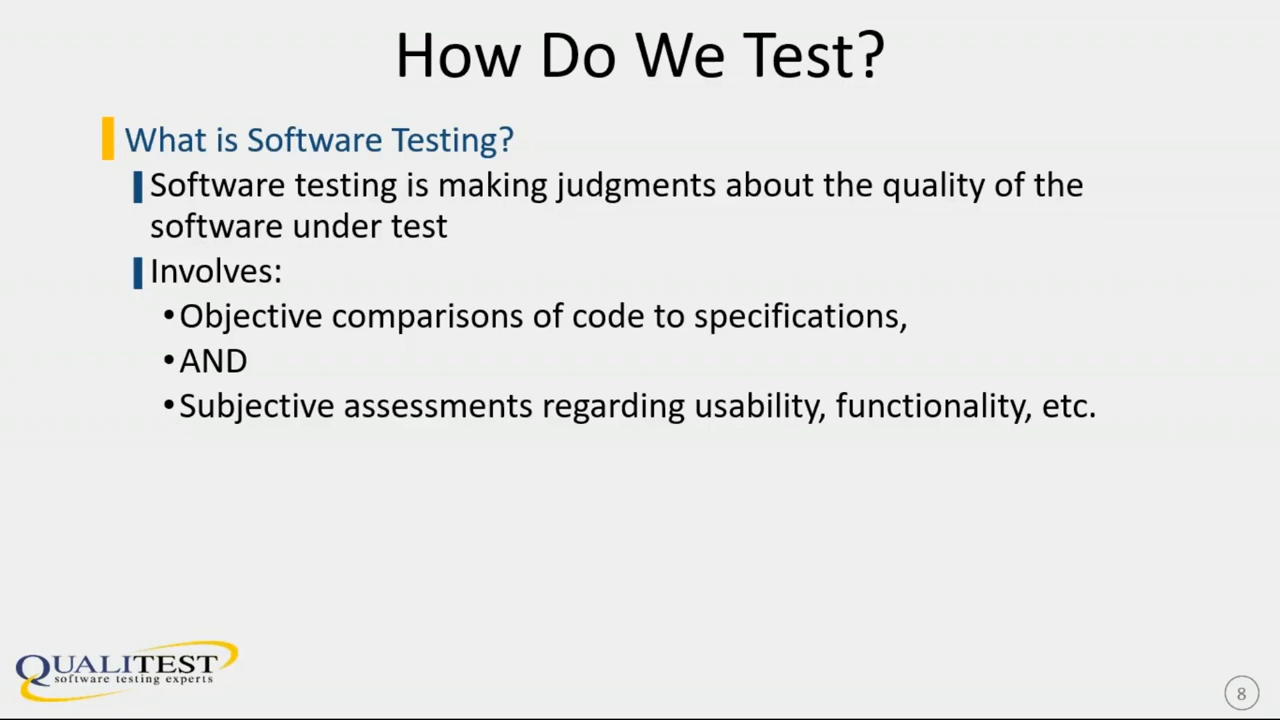 How Do We Test?
What is Software Testing?
Software testing is making judgments about the quality of the
software under test
Involves:
•Objective comparisons of code to specifications,
•AND
•Subjective assessments regarding usability, functionality, etc.
QUALITEST
software testing experts
8